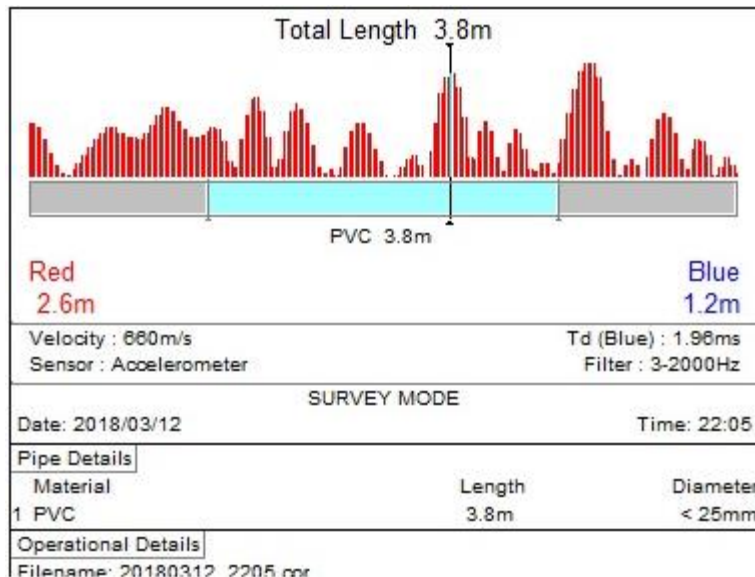 Total Length 3.8m
PVC 3.8m
Red Blue
2.6m 1.2m
Velocity : 660m/s Td (Blue) : 1.96ms
Sensor : Accelerometer Filter : 3-2000Hz
SURVEY MODE
Date: 2018/03/12 Time: 22:05
Pipe Details
Material Length Diameter
1 PVC 3.8m < 25mm
Operational Details
Filename: 20180312_2205.cor